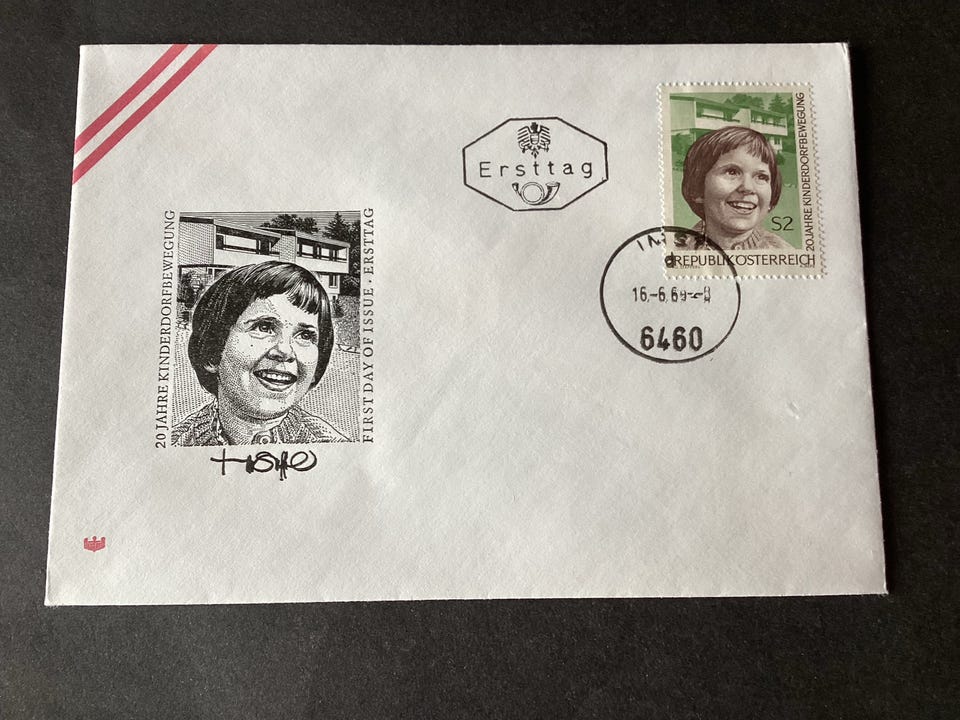 Ersttag
20 JAHRE KINDERDORFBEWEGUNG
S2
REPUBLIK ÖSTERREICH
IMST
16.-6.69-
6460
20 JAHRE KINDERDORFBEWEGUNG
FIRST DAY OF ISSUE · ERSTTAG